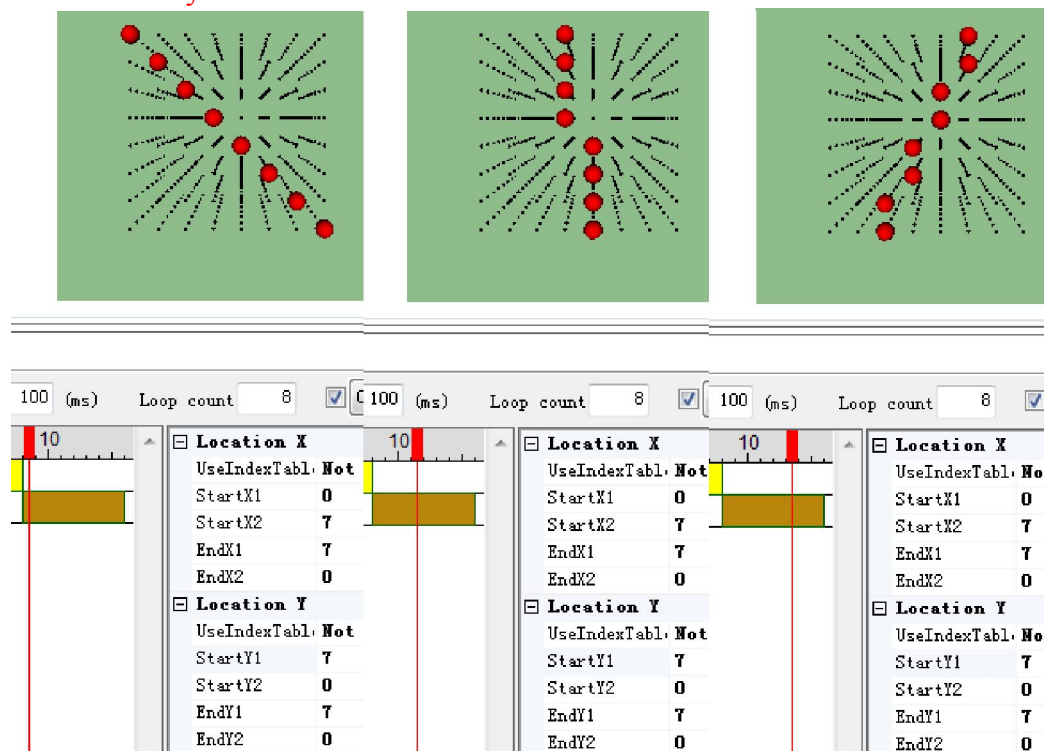 100 (ms) Loop count 8
10
Location X
UseIndexTabl Not
StartX1 0
StartX2 7
EndX1 7
EndX2 0
Location Y
UseIndexTabl Not
StartY1 7
StartY2 0
EndY1 7
EndY2 0
100 (ms) Loop count 8
10
Location X
UseIndexTabl Not
StartX1 0
StartX2 7
EndX1 7
EndX2 0
Location Y
UseIndexTabl Not
StartY1 7
StartY2 0
EndY1 7
EndY2 0
100 (ms) Loop count 8
10
Location X
UseIndexTabl No
StartX1 0
StartX2 7
EndX1 7
EndX2 0
Location Y
UseIndexTabl No
StartY1 7
StartY2 0
EndY1 7
EndY2 0